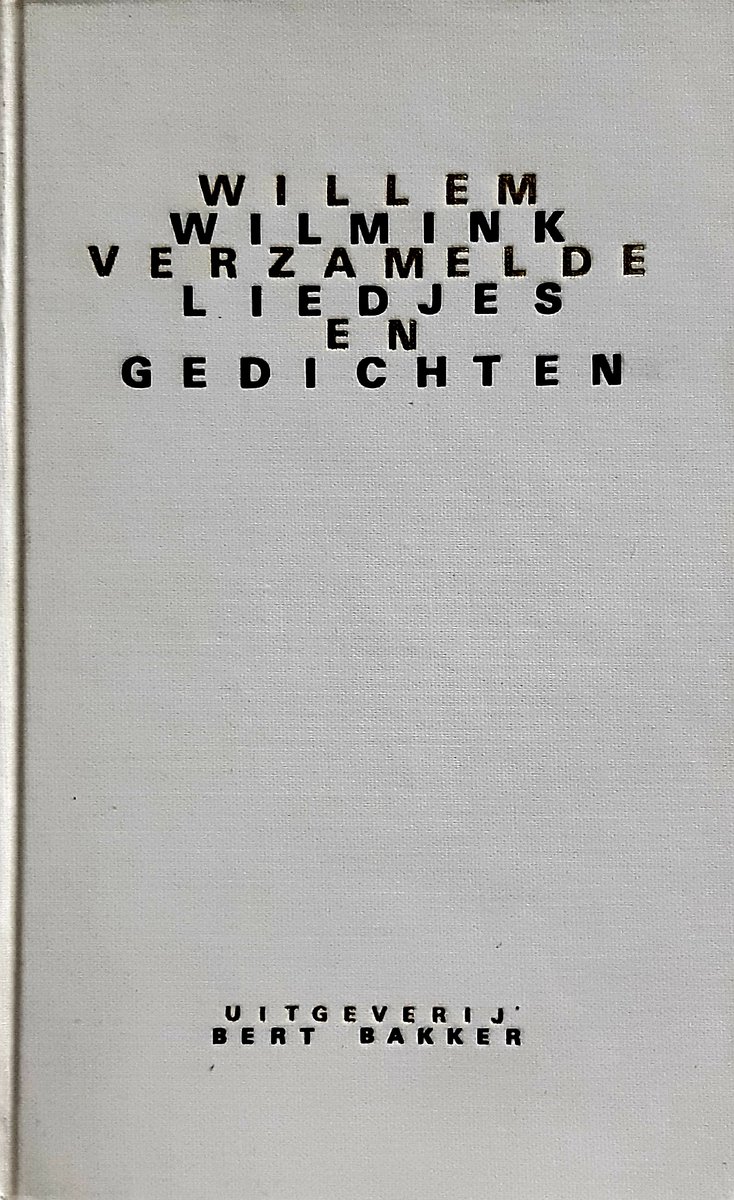 WILLEM
WILMINK
VERZAMELDE
LIEDJES
EN
GEDICHTEN
UITGEVERIJ
BERT BAKKER